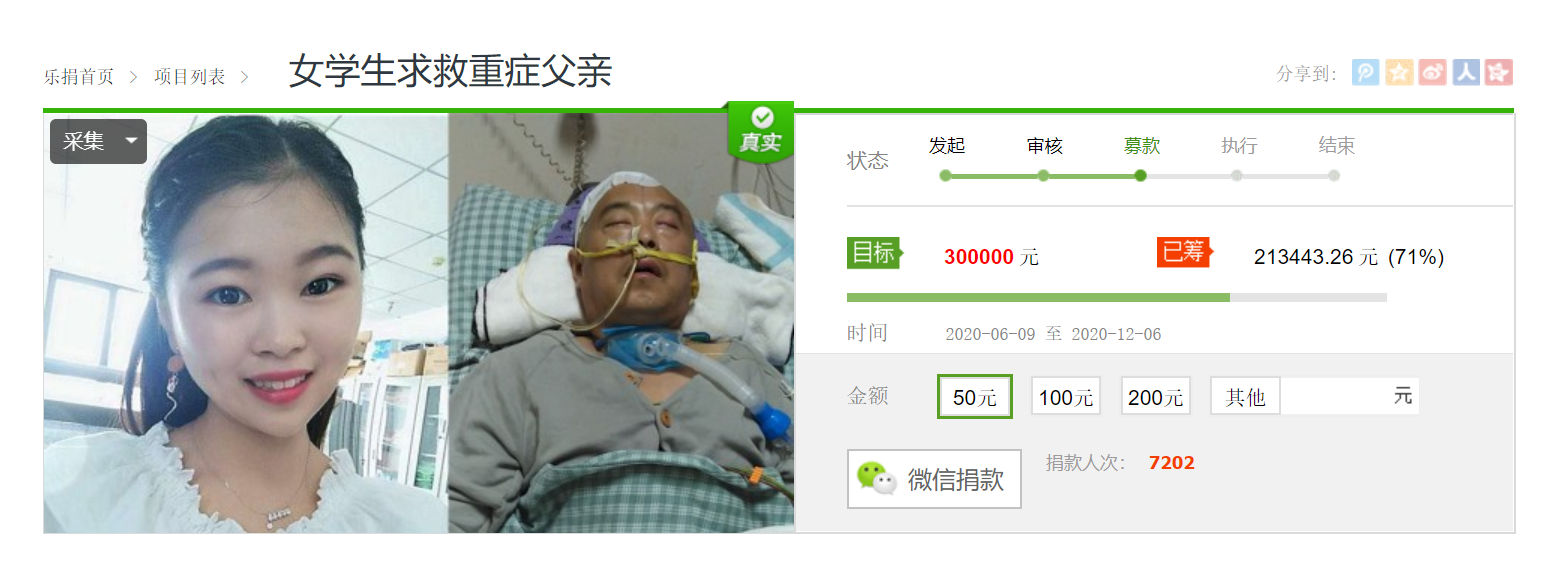 乐捐首页 > 项目列表 > 女学生求救重症父亲
分享到：
采集
真实
状态
发起 审核 募款 执行 结束
目标 300000 元 已筹 213443.26 元 (71%)
时间 2020-06-09 至 2020-12-06
金额 50元 100元 200元 其他 元
微信捐款 捐款人次： 7202